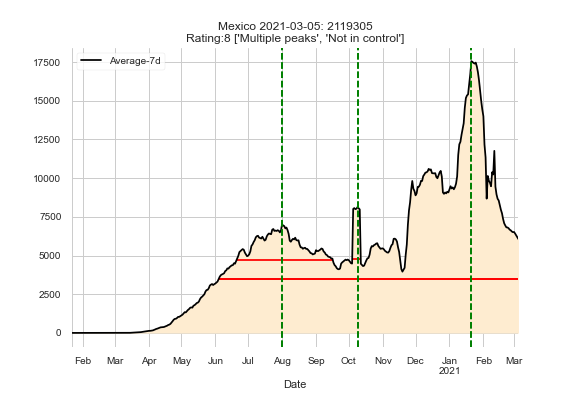 Mexico 2021-03-05: 2119305
Rating:8 ['Multiple peaks', 'Not in control']
Average-7d
17500
15000
12500
10000
7500
5000
2500
0
Feb Mar Apr May Jun Jul Aug Sep Oct Nov Dec Jan Feb Mar
2021
Date